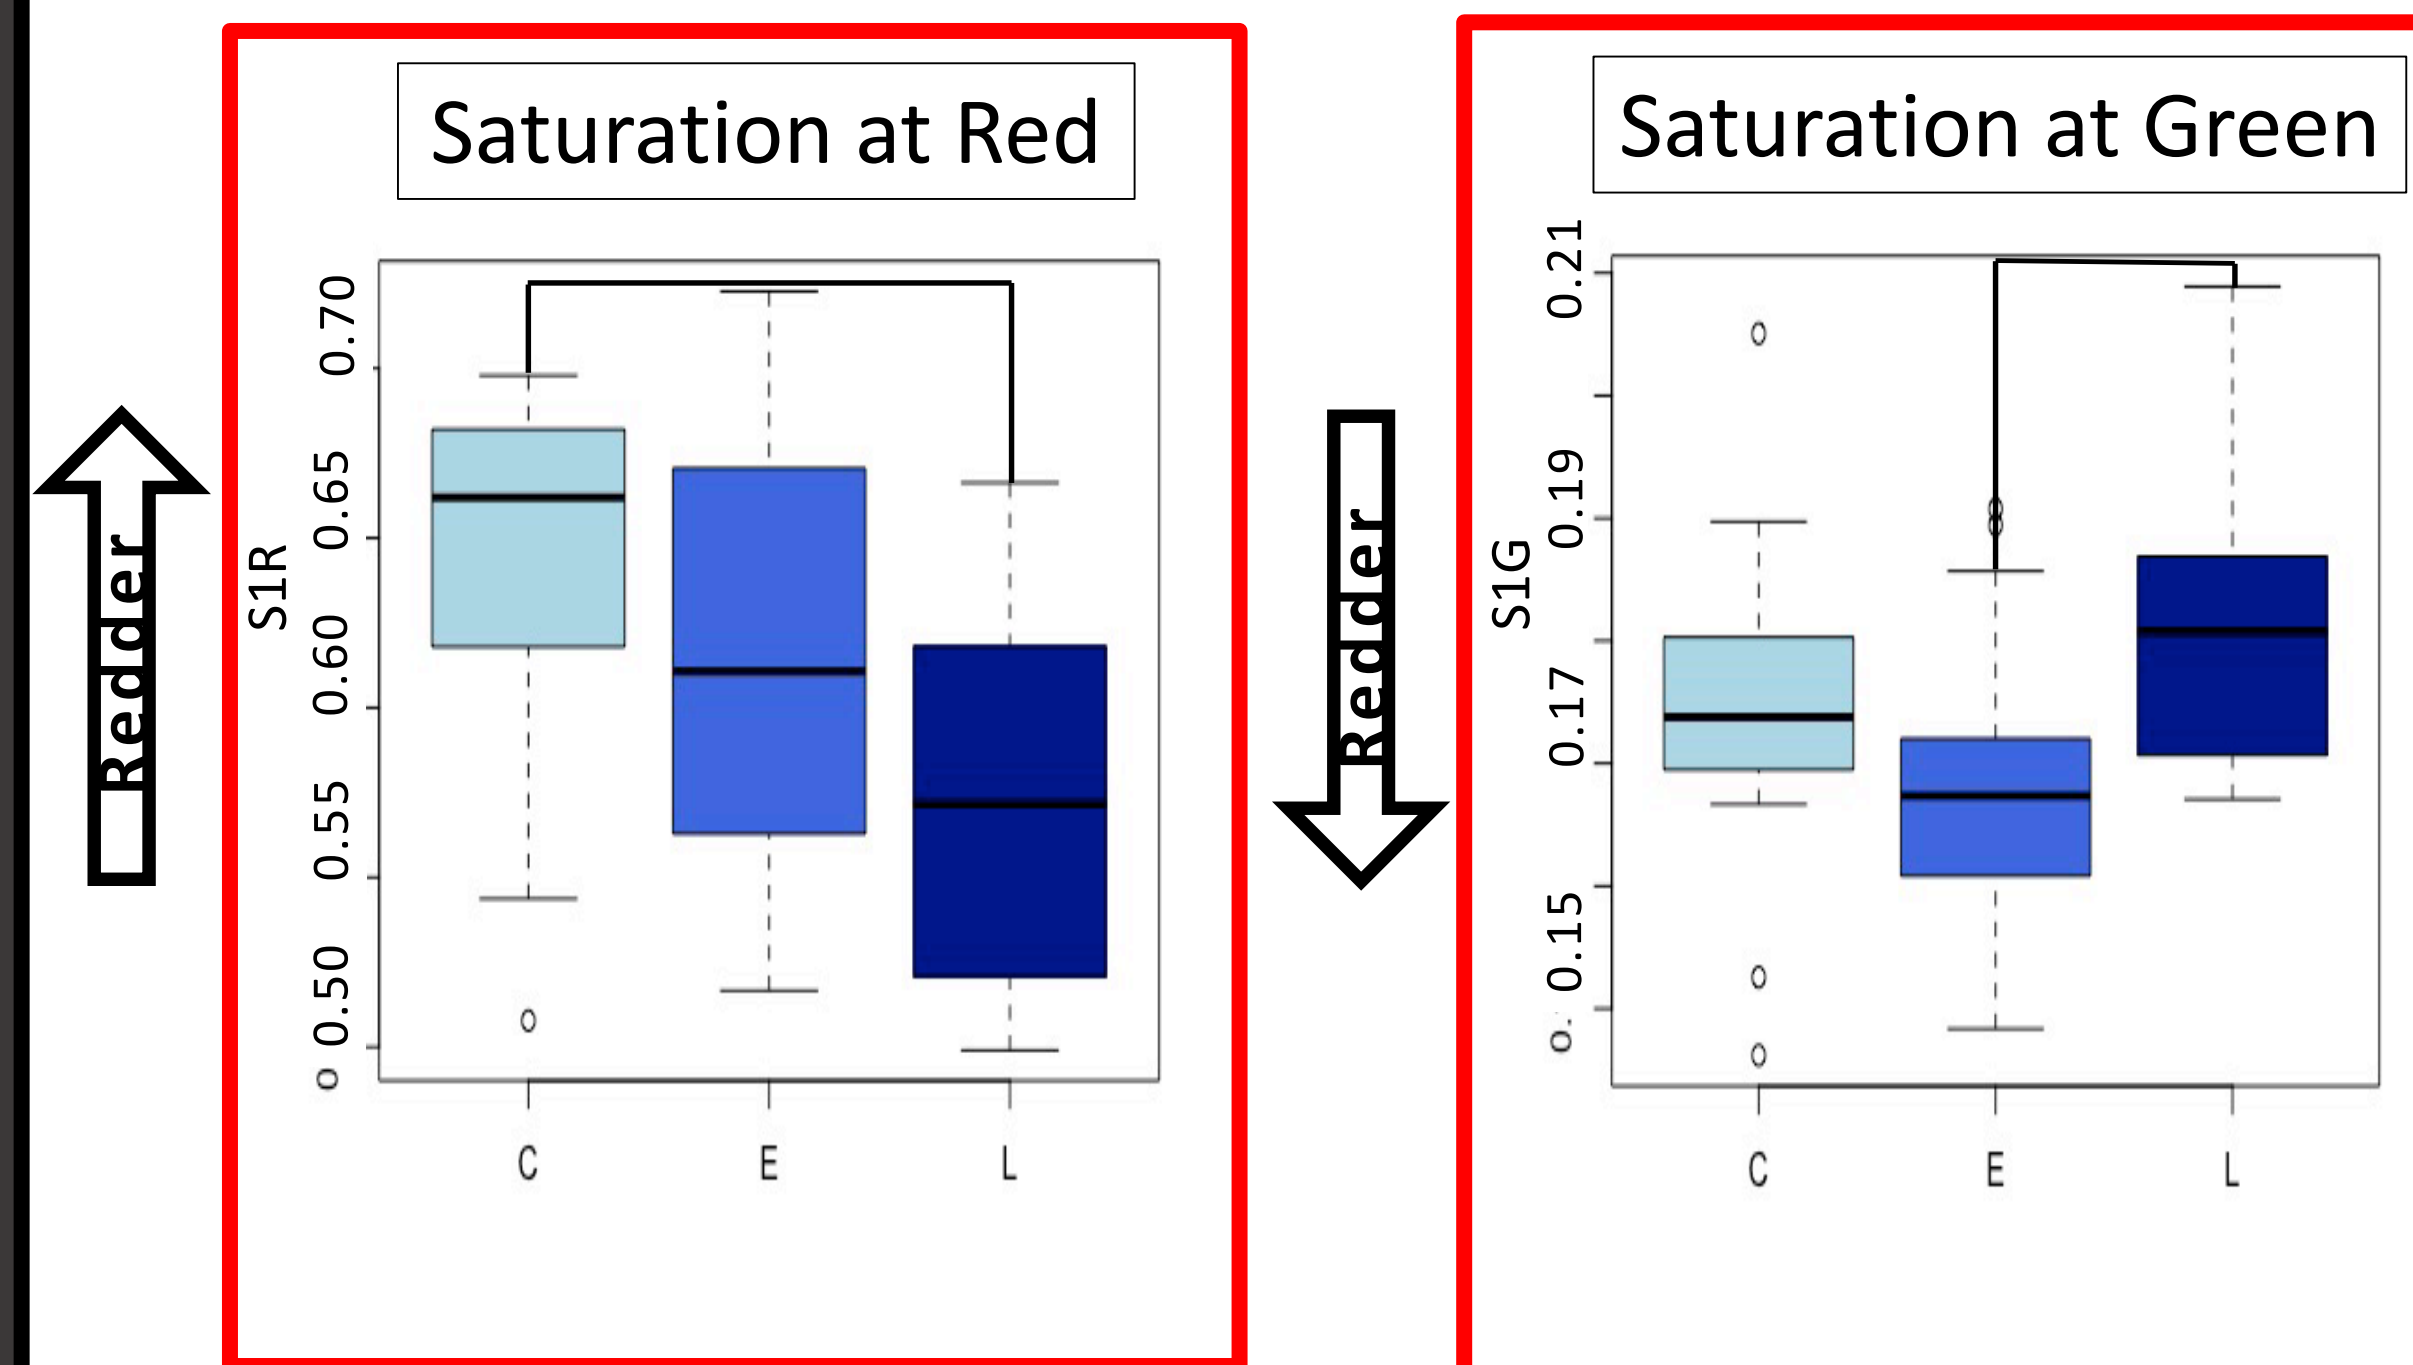 Redder
Saturation at Red
S1R
0.70
0.65
0.60
0.55
0.50
C E L
Redder
Saturation at Green
S1G
0.21
0.19
0.17
0.15
0.
C E L